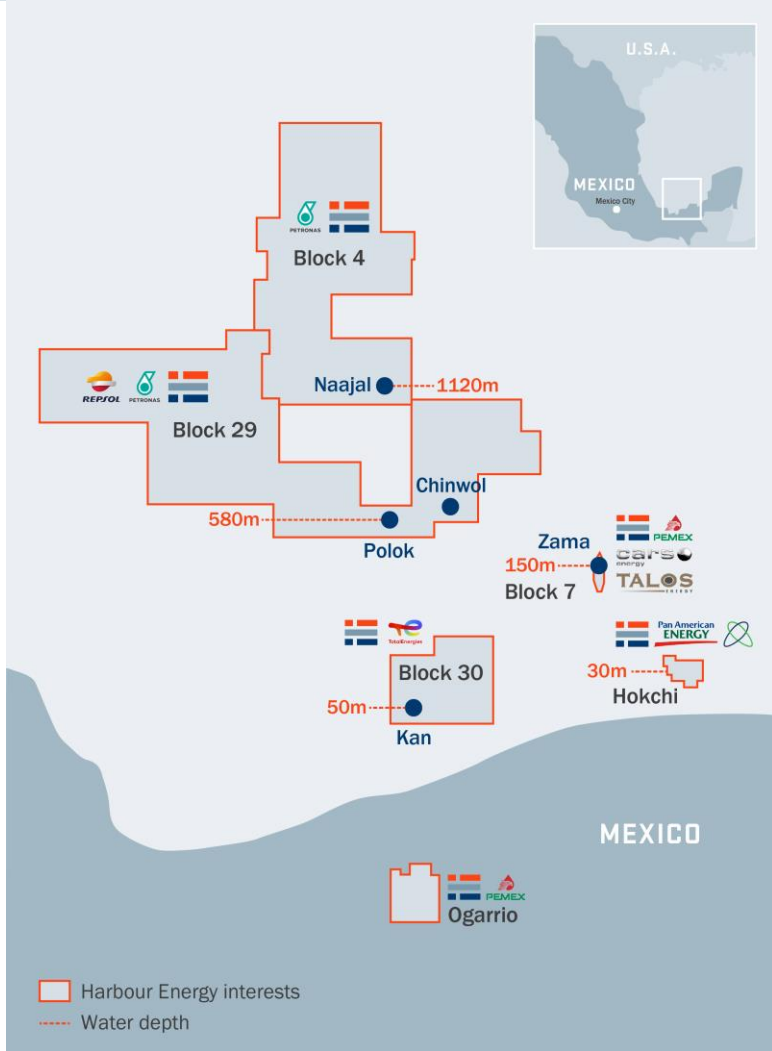 U.S.A.
MEXICO
Mexico City
PETRONAS
Block 4
Naajal
1120m
REPSOL
PETRONAS
Block 29
Chinwol
580m
Polok
Zama
PEMEX
150m
carso
energy
Block 7
TALOS
ENERGY
TotalEnergies
Block 30
50m
Kan
Pan American
ENERGY
30m
Hokchi
MEXICO
PEMEX
Ogarrio
Harbour Energy interests
Water depth